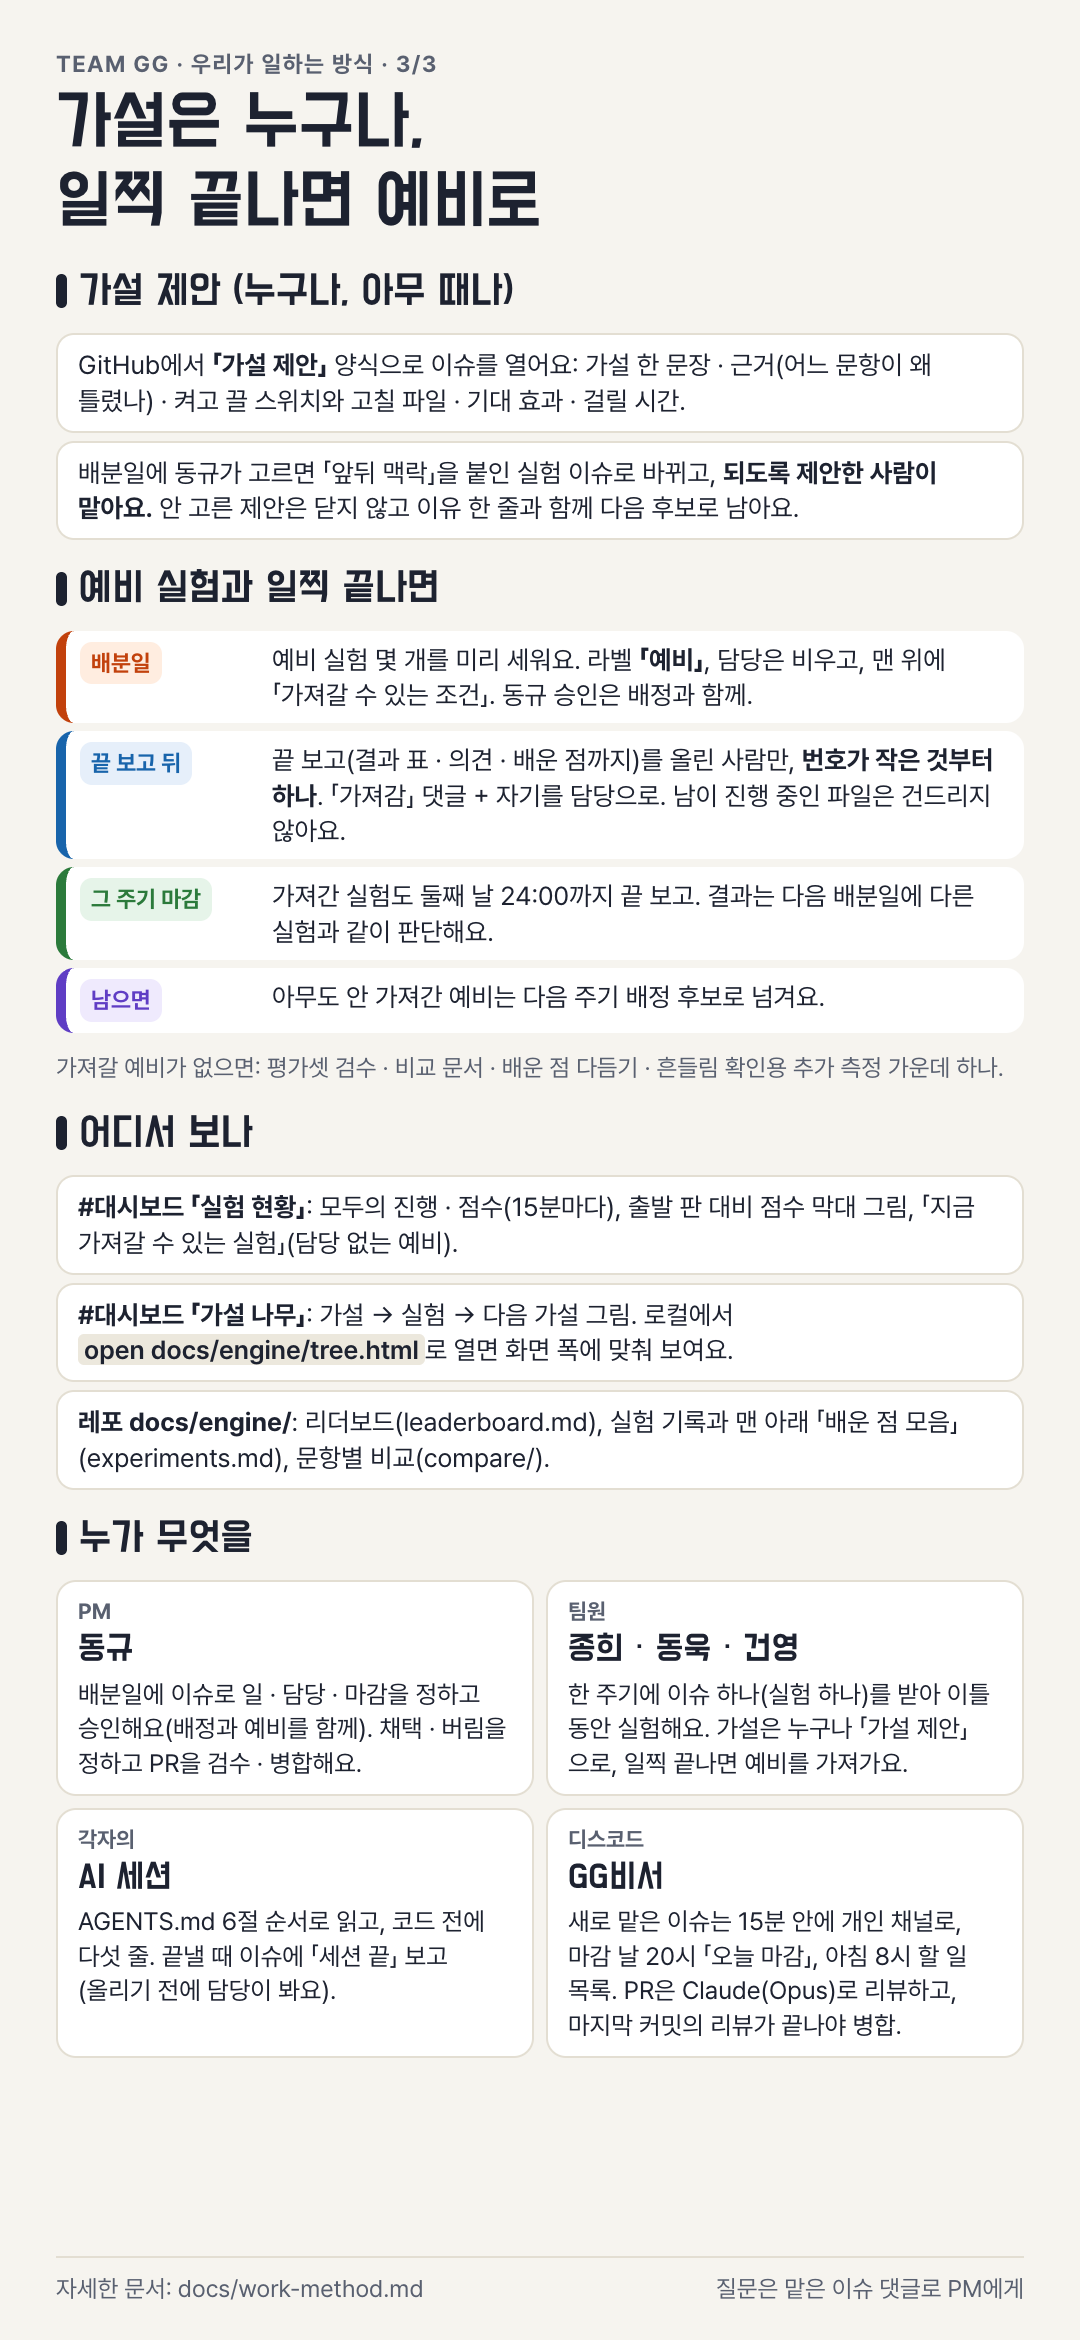 TEAM GG · 우리가 일하는 방식 · 3/3
가설은 누구나,
일찍 끝나면 예비로
가설 제안 (누구나, 아무 때나)
GitHub에서 「가설 제안」 양식으로 이슈를 열어요: 가설 한 문장 · 근거(어느 문항이 왜
틀렸나) · 켜고 끌 스위치와 고칠 파일 · 기대 효과 · 걸릴 시간.
배분일에 동규가 고르면 「앞뒤 맥락」을 붙인 실험 이슈로 바뀌고, 되도록 제안한 사람이
맡아요. 안 고른 제안은 닫지 않고 이유 한 줄과 함께 다음 후보로 남아요.
예비 실험과 일찍 끝나면
배분일
예비 실험 몇 개를 미리 세워요. 라벨 「예비」, 담당은 비우고, 맨 위에
「가져갈 수 있는 조건」. 동규 승인은 배정과 함께.
끝 보고 뒤
끝 보고(결과 표 · 의견 · 배운 점까지)를 올린 사람만, 번호가 작은 것부터
하나. 「가져감」 댓글 + 자기를 담당으로. 남이 진행 중인 파일은 건드리지
않아요.
그 주기 마감
가져간 실험도 둘째 날 24:00까지 끝 보고. 결과는 다음 배분일에 다른
실험과 같이 판단해요.
남으면
아무도 안 가져간 예비는 다음 주기 배정 후보로 넘겨요.
가져갈 예비가 없으면: 평가셋 검수 · 비교 문서 · 배운 점 다듬기 · 흔들림 확인용 추가 측정 가운데 하나.
어디서 보나
#대시보드 「실험 현황」: 모두의 진행 · 점수(15분마다), 출발 판 대비 점수 막대 그림, 「지금
가져갈 수 있는 실험」(담당 없는 예비).
#대시보드 「가설 나무」: 가설 → 실험 → 다음 가설 그림. 로컬에서
open docs/engine/tree.html로 열면 화면 폭에 맞춰 보여요.
레포 docs/engine/: 리더보드(leaderboard.md), 실험 기록과 맨 아래 「배운 점 모음」
(experiments.md), 문항별 비교(compare/).
누가 무엇을
PM
동규
배분일에 이슈로 일 · 담당 · 마감을 정하고
승인해요(배정과 예비를 함께). 채택 · 버림을
정하고 PR을 검수 · 병합해요.
팀원
종희 · 동욱 · 건영
한 주기에 이슈 하나(실험 하나)를 받아 이틀
동안 실험해요. 가설은 누구나 「가설 제안」
으로, 일찍 끝나면 예비를 가져가요.
각자의
AI 세션
AGENTS.md 6절 순서로 읽고, 코드 전에
다섯 줄. 끝낼 때 이슈에 「세션 끝」 보고
(올리기 전에 담당이 봐요).
디스코드
GG비서
새로 맡은 이슈는 15분 안에 개인 채널로,
마감 날 20시 「오늘 마감」, 아침 8시 할 일
목록. PR은 Claude(Opus)로 리뷰하고,
마지막 커밋의 리뷰가 끝나야 병합.
자세한 문서: docs/work-method.md
질문은 맡은 이슈 댓글로 PM에게